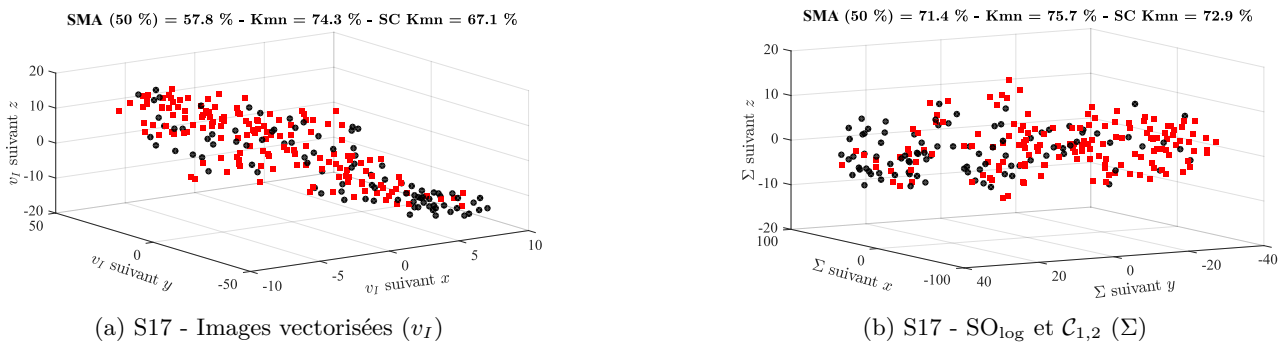 SMA (50 %) = 57.8 % - Kmn = 74.3 % - SC Kmn = 67.1 %
20
10
0
-10
-20
v_I suivant z
50
0
-50
v_I suivant y
-10
-5
0
5
10
v_I suivant x
(a) S17 - Images vectorisées (v_I)
SMA (50 %) = 71.4 % - Kmn = 75.7 % - SC Kmn = 72.9 %
20
10
0
-10
-20
Σ suivant z
100
0
-100
Σ suivant x
40
20
0
-20
-40
Σ suivant y
(b) S17 - SO_log et C_1,2 (Σ)